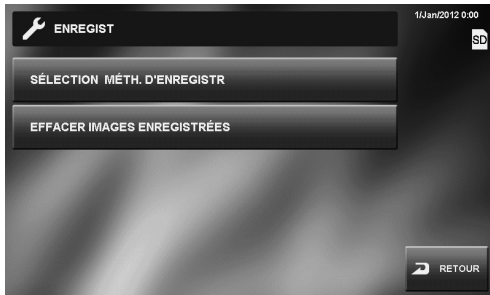 ENREGIST
1/Jan/2012 0:00
SD
SÉLECTION MÉTH. D'ENREGISTR
EFFACER IMAGES ENREGISTRÉES
RETOUR